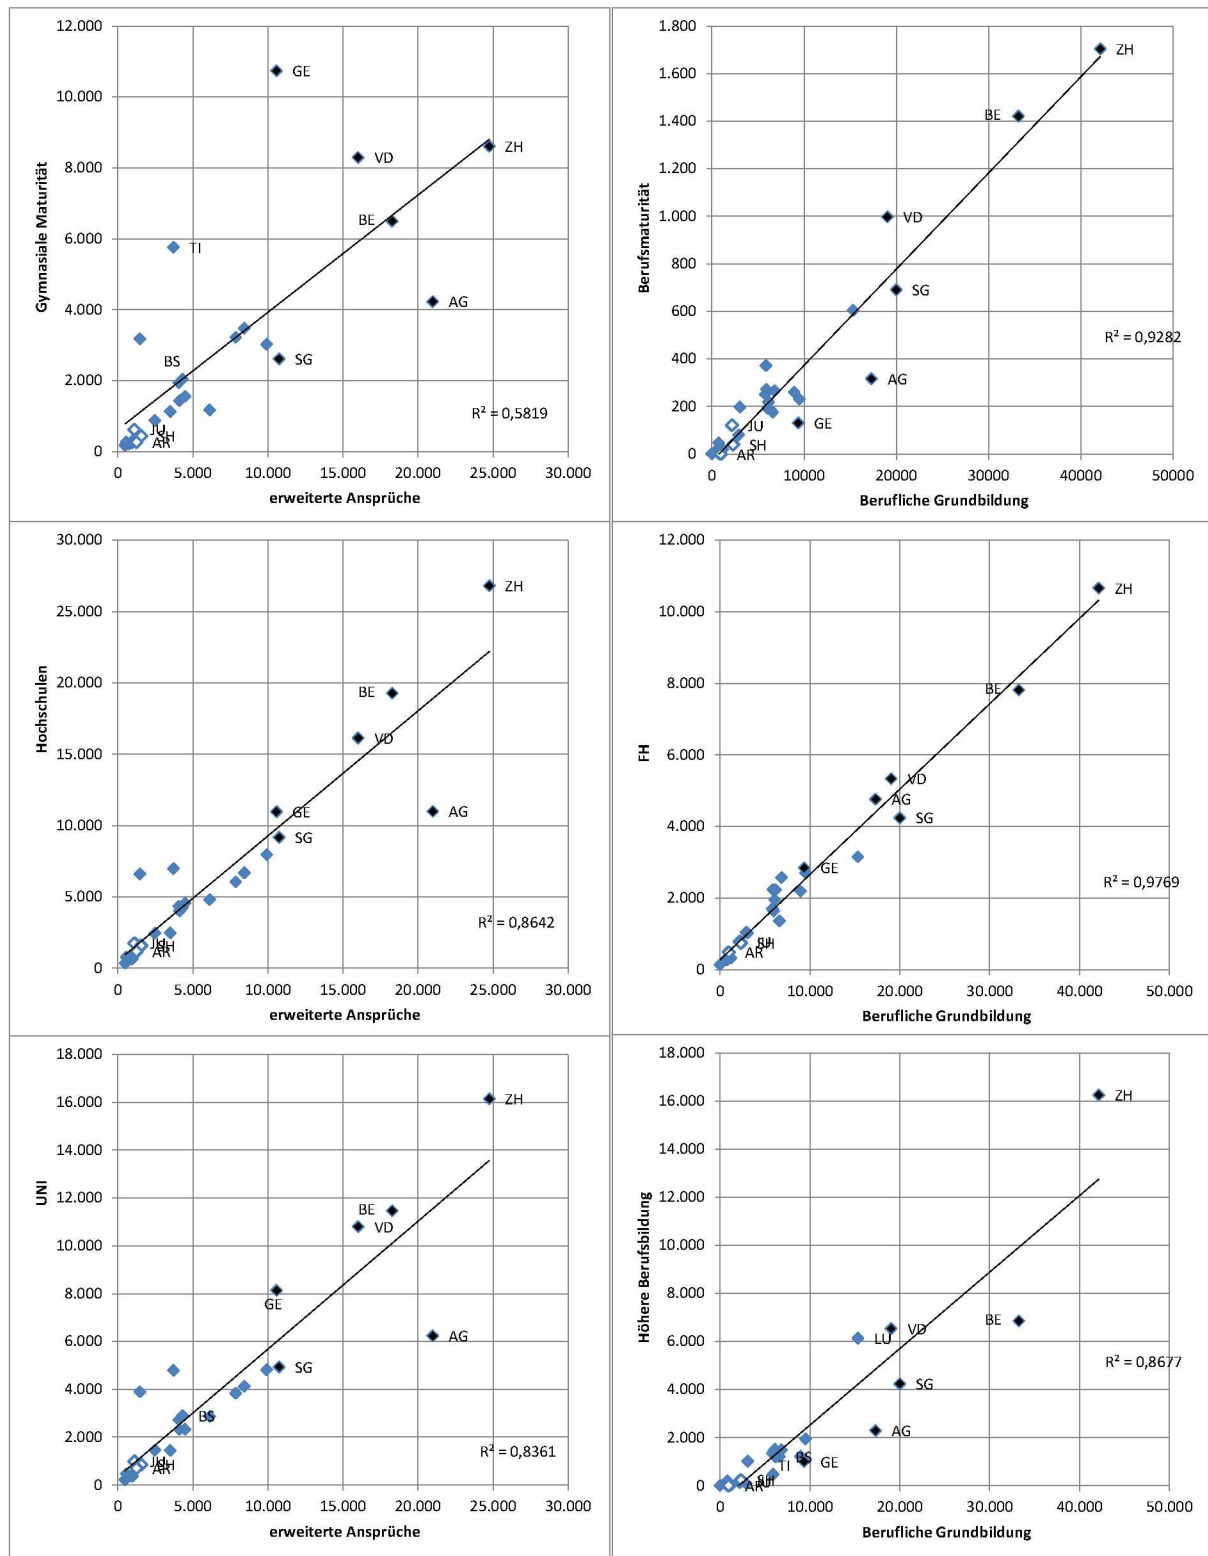 12.000
10.000
8.000
6.000
4.000
2.000
0
Gymnasiale Maturität
GE
VD
ZH
BE
TI
AG
SG
BS
JU
SH
AR
R² = 0,5819
0 5.000 10.000 15.000 20.000 25.000 30.000
erweiterte Ansprüche
1.800
1.600
1.400
1.200
1.000
800
600
400
200
0
Berufsmaturität
ZH
BE
VD
SG
AG
GE
JU
SH
AR
R² = 0,9282
0 10000 20000 30000 40000 50000
Berufliche Grundbildung
30.000
25.000
20.000
15.000
10.000
5.000
0
Hochschulen
ZH
BE
VD
GE
AG
SG
JU
SH
AR
R² = 0,8642
0 5.000 10.000 15.000 20.000 25.000 30.000
erweiterte Ansprüche
12.000
10.000
8.000
6.000
4.000
2.000
0
FH
ZH
BE
VD
AG
SG
GE
JU
SH
AR
R² = 0,9769
0 10.000 20.000 30.000 40.000 50.000
Berufliche Grundbildung
18.000
16.000
14.000
12.000
10.000
8.000
6.000
4.000
2.000
0
UNI
ZH
BE
VD
GE
AG
SG
BS
JU
SH
AR
R² = 0,8361
0 5.000 10.000 15.000 20.000 25.000 30.000
erweiterte Ansprüche
18.000
16.000
14.000
12.000
10.000
8.000
6.000
4.000
2.000
0
Höhere Berufsbildung
ZH
BE
VD
LU
SG
AG
BS
GE
TI
SH
JU
AR
R² = 0,8677
0 10.000 20.000 30.000 40.000 50.000
Berufliche Grundbildung